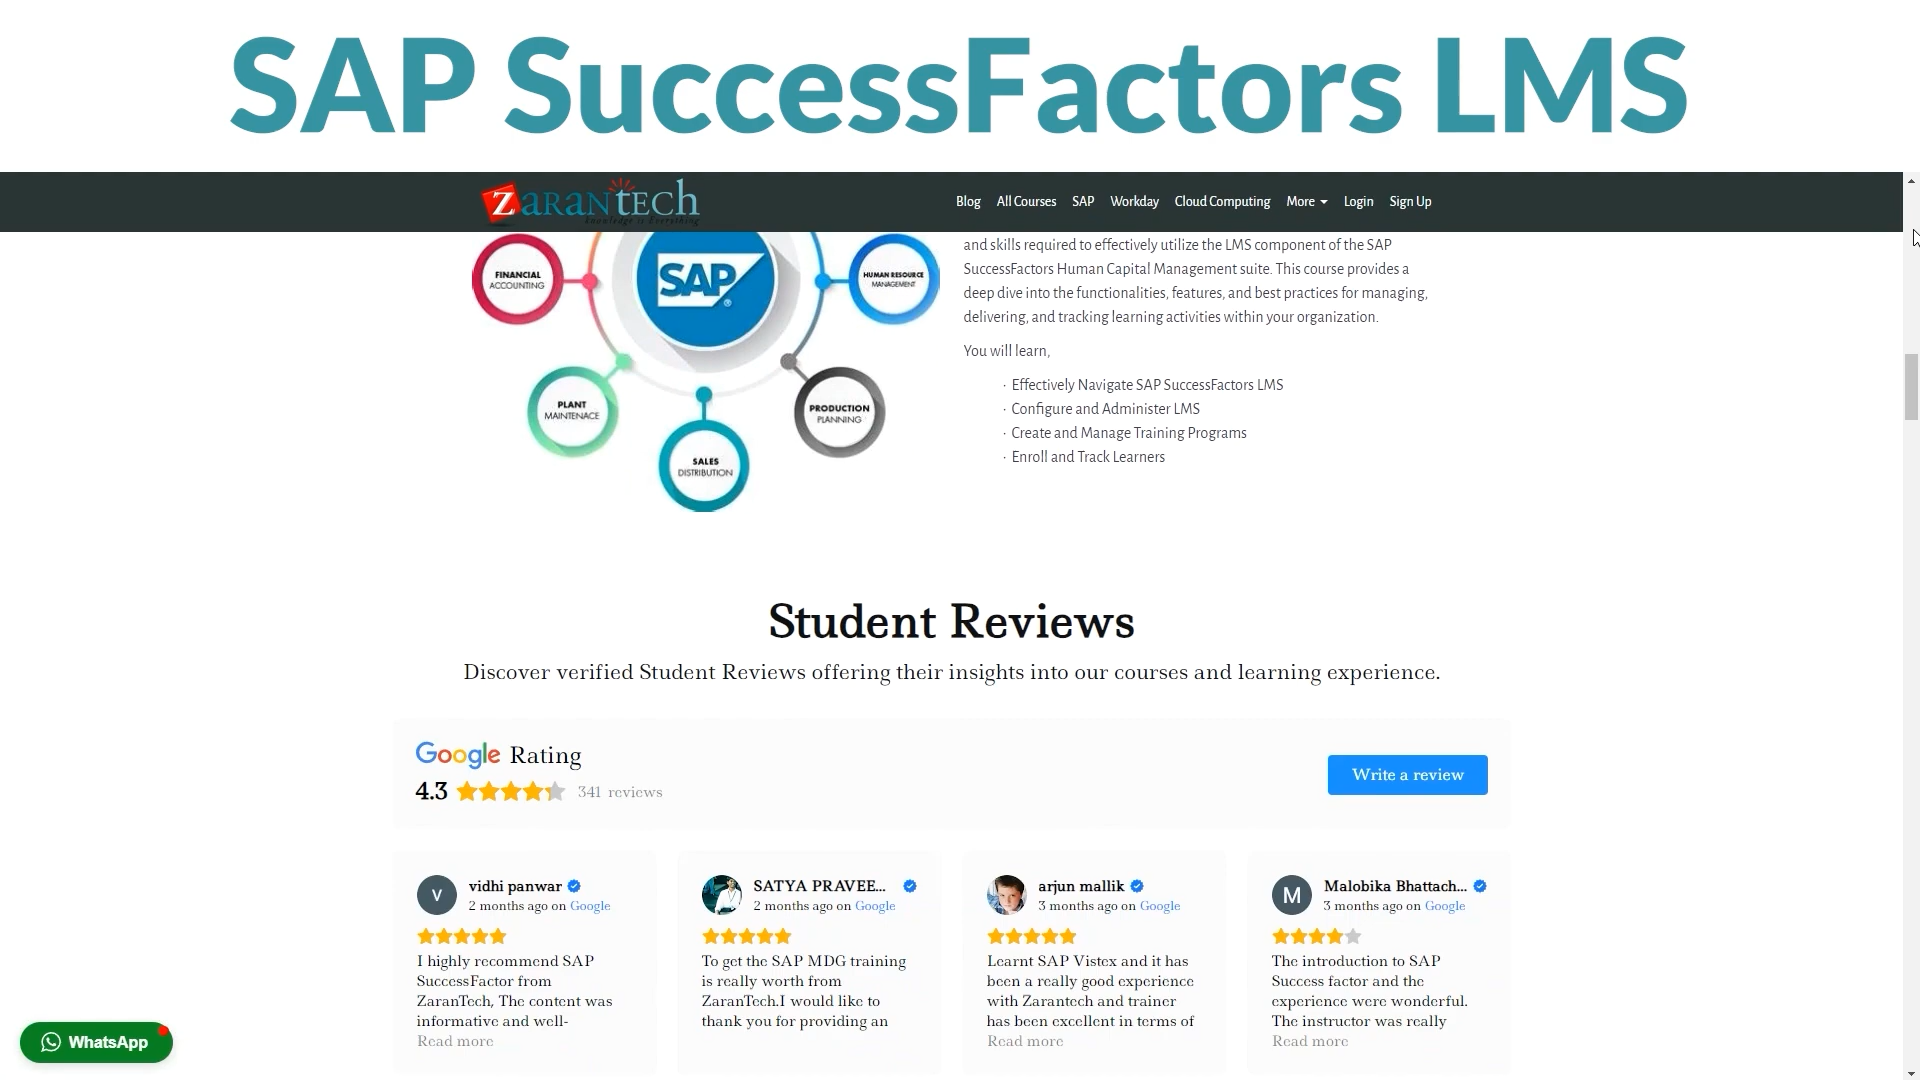 SAP SuccessFactors LMS
ZARANTECH
knowledge is Everything
Blog All Courses SAP Workday Cloud Computing More Login Sign Up
FINANCIAL
ACCOUNTING
SAP
®
HUMAN RESOURCE
MANAGEMENT
PLANT
MAINTENACE
PRODUCTION
PLANNING
SALES
DISTRIBUTION
and skills required to effectively utilize the LMS component of the SAP
SuccessFactors Human Capital Management suite. This course provides a
deep dive into the functionalities, features, and best practices for managing,
delivering, and tracking learning activities within your organization.
You will learn,
· Effectively Navigate SAP SuccessFactors LMS
· Configure and Administer LMS
· Create and Manage Training Programs
· Enroll and Track Learners
Student Reviews
Discover verified Student Reviews offering their insights into our courses and learning experience.
Google Rating
4.3 341 reviews
Write a review
V
vidhi panwar
2 months ago on Google
I highly recommend SAP
SuccessFactor from
ZaranTech, The content was
informative and well-
Read more
SATYA PRAVEE...
2 months ago on Google
To get the SAP MDG training
is really worth from
ZaranTech.I would like to
thank you for providing an
arjun mallik
3 months ago on Google
Learnt SAP Vistex and it has
been a really good experience
with Zarantech and trainer
has been excellent in terms of
Read more
M
Malobika Bhattach...
3 months ago on Google
The introduction to SAP
Success factor and the
experience were wonderful.
The instructor was really
Read more
WhatsApp